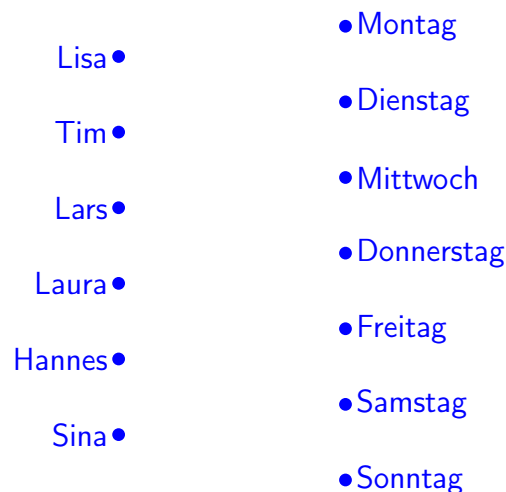 Lisa
Tim
Lars
Laura
Hannes
Sina
Montag
Dienstag
Mittwoch
Donnerstag
Freitag
Samstag
Sonntag